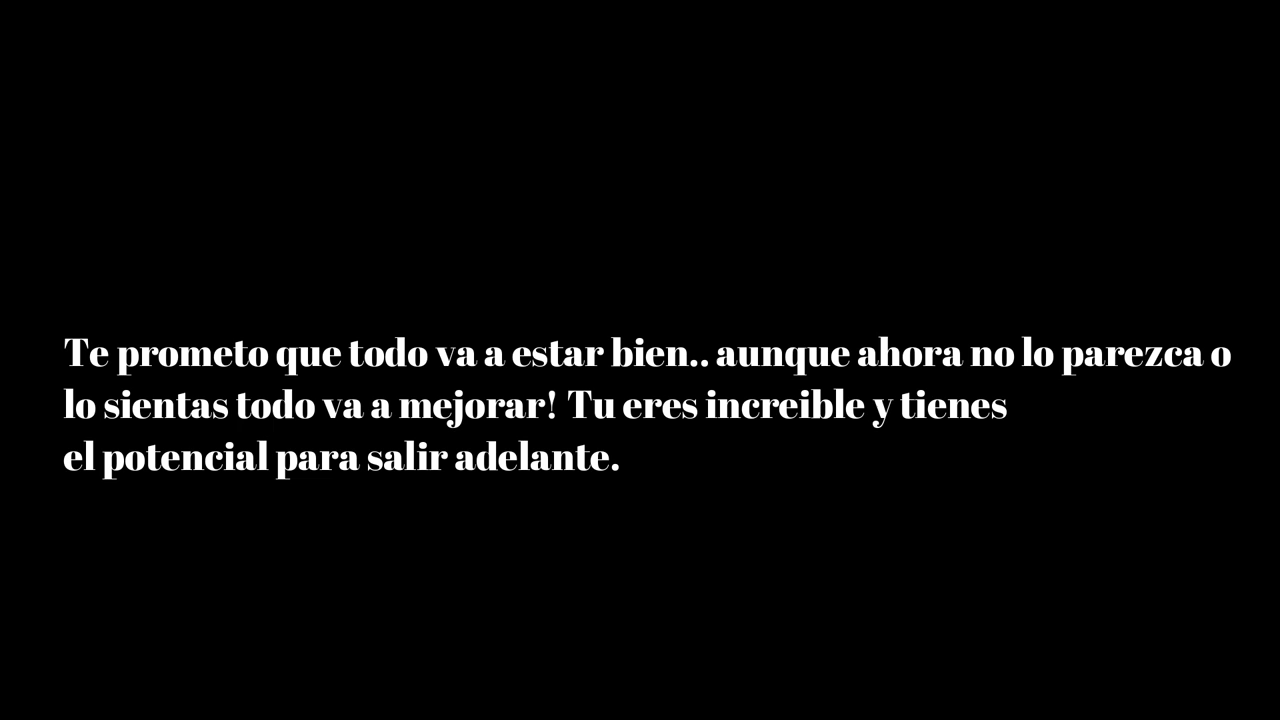 Te prometo que todo va a estar bien.. aunque ahora no lo parezca o
lo sientas todo va a mejorar! Tu eres increible y tienes
el potencial para salir adelante.